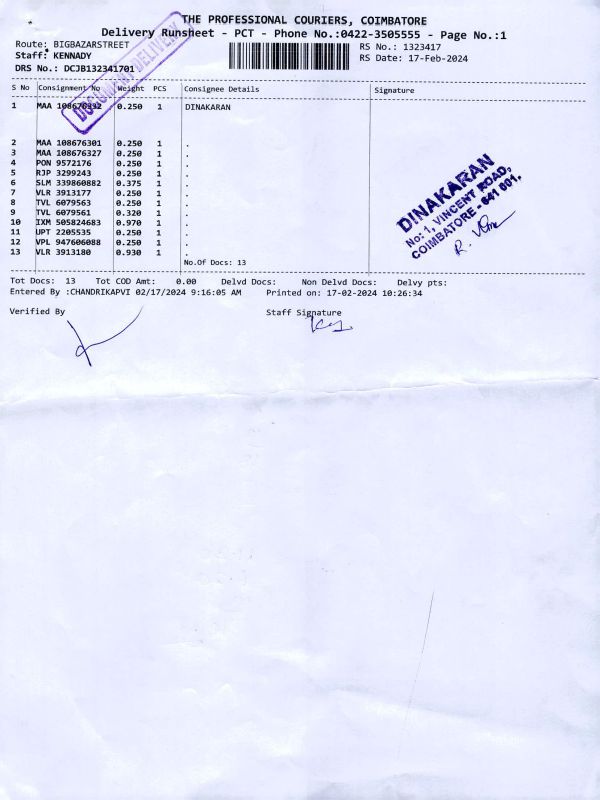 THE PROFESSIONAL COURIERS, COIMBATORE
Delivery Runsheet - PCT - Phone No.:0422-3505555 - Page No.:1
Route: BIGBAZARSTREET
RS No.: 1323417
Staff: KENNADY
RS Date: 17-Feb-2024
DRS No.: DCJB132341701
DOCUMENT DELIVERY
S No Consignment No Weight PCS Consignee Details Signature
1 MAA 108676332 0.250 1 DINAKARAN
2 MAA 108676301 0.250 1 .
3 MAA 108676327 0.250 1 .
4 PON 9572176 0.250 1 .
5 RJP 3299243 0.250 1 .
6 SLM 339860882 0.375 1 .
7 VLR 3913177 0.250 1 .
8 TVL 6079563 0.250 1 .
9 TVL 6079561 0.320 1 .
10 IXM 505824683 0.970 1 .
11 UPT 2205535 0.250 1 .
12 VPL 947606088 0.250 1 .
13 VLR 3913180 0.930 1 .
DINAKARAN
No: 1, VINCENT ROAD,
COIMBATORE - 641 001.
No.Of Docs: 13
Tot Docs: 13 Tot COD Amt: 0.00 Delvd Docs: Non Delvd Docs: Delvy pts:
Entered By :CHANDRIKAPVI 02/17/2024 9:16:05 AM Printed on: 17-02-2024 10:26:34
Verified By Staff Signature